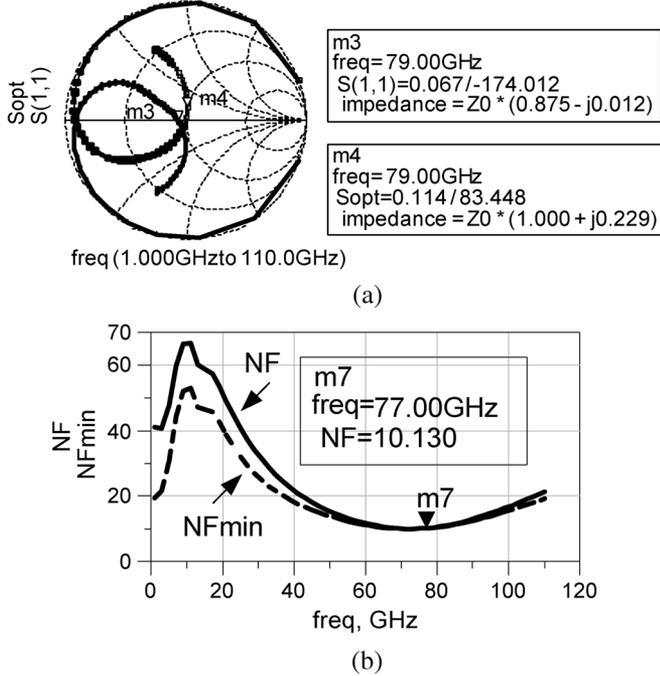 Sopt
S(1,1)
m3
m4
freq (1.000GHzto 110.0GHz)
m3
freq=79.00GHz
S(1,1)=0.067/-174.012
impedance = Z0 * (0.875 - j0.012)
m4
freq=79.00GHz
Sopt=0.114 / 83.448
impedance = Z0 * (1.000 + j0.229)
(a)
NF
NFmin
70
60
40
20
0
NF
NFmin
m7
freq=77.00GHz
NF=10.130
m7
0 20 40 60 80 100 120
freq, GHz
(b)